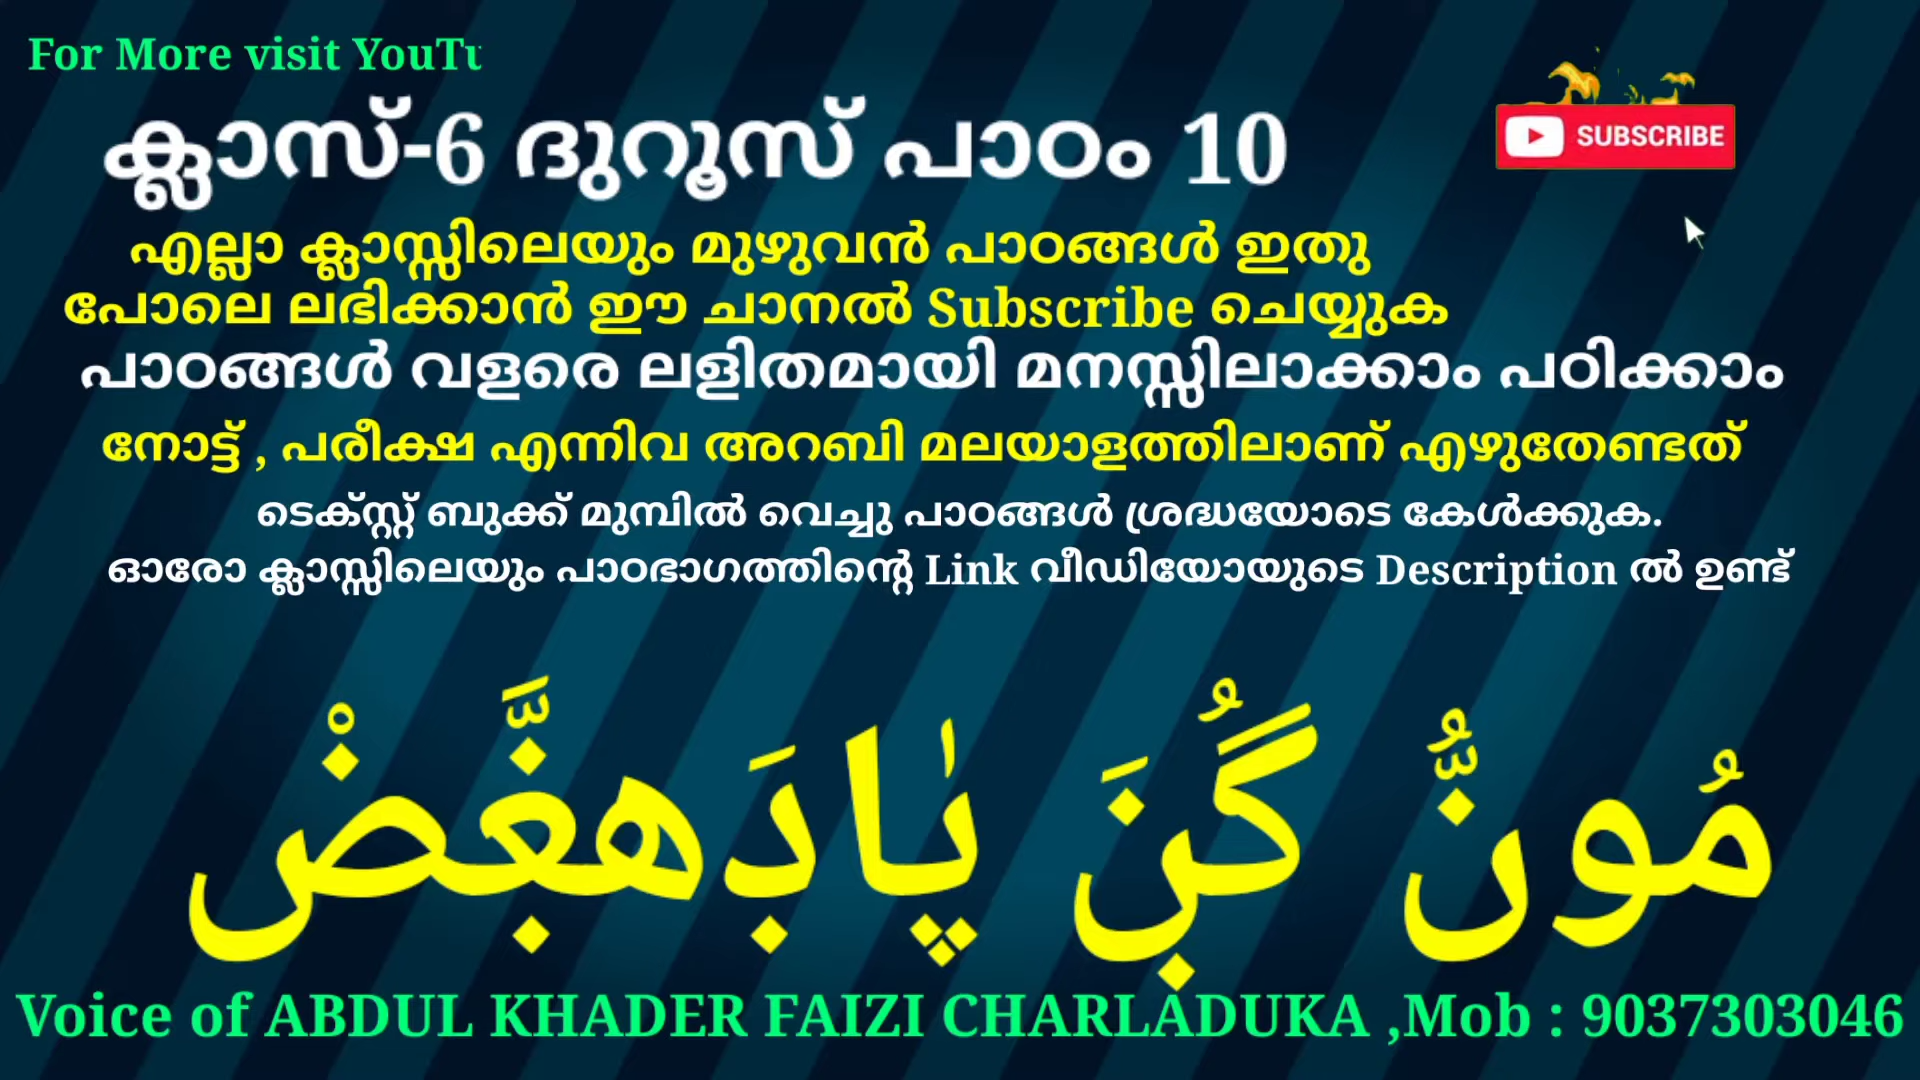 For More visit YouTu
ക്ലാസ്-6 ദുറൂസ് പാഠം 10
SUBSCRIBE
എല്ലാ ക്ലാസ്സിലെയും മുഴുവൻ പാഠങ്ങൾ ഇതു
പോലെ ലഭിക്കാൻ ഈ ചാനൽ Subscribe ചെയ്യുക
പാഠങ്ങൾ വളരെ ലളിതമായി മനസ്സിലാക്കാം പഠിക്കാം
നോട്ട് , പരീക്ഷ എന്നിവ അറബി മലയാളത്തിലാണ് എഴുതേണ്ടത്
ടെക്സ്റ്റ് ബുക്ക് മുമ്പിൽ വെച്ചു പാഠങ്ങൾ ശ്രദ്ധയോടെ കേൾക്കുക.
ഓരോ ക്ലാസ്സിലെയും പാഠഭാഗത്തിന്റെ Link വീഡിയോയുടെ Description ൽ ഉണ്ട്
مُونُّ گُنَۭ پٰادَۭهغَّۭضْ
Voice of ABDUL KHADER FAIZI CHARLADUKA ,Mob : 9037303046